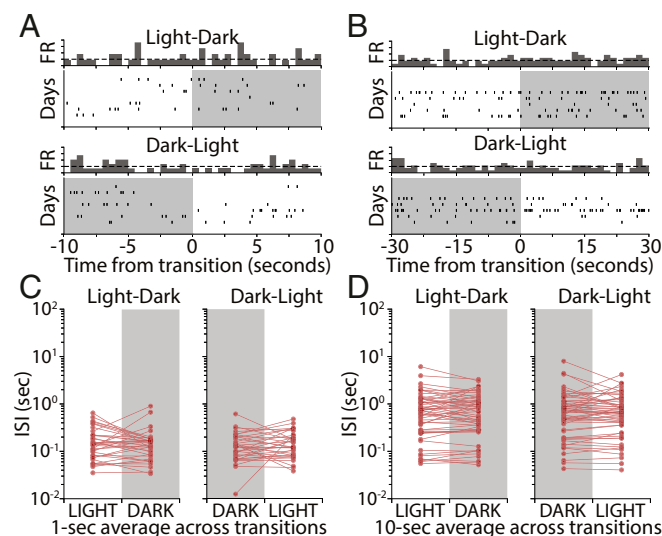 A
Light-Dark
FR
Days
Dark-Light
FR
Days
-10 -5 0 5 10
Time from transition (seconds)
B
Light-Dark
FR
Days
Dark-Light
FR
Days
-30 -15 0 15 30
Time from transition (seconds)
C
Light-Dark Dark-Light
ISI (sec)
10²
10¹
10⁰
10⁻¹
10⁻²
LIGHT DARK DARK LIGHT
1-sec average across transitions
D
Light-Dark Dark-Light
ISI (sec)
10²
10¹
10⁰
10⁻¹
10⁻²
LIGHT DARK DARK LIGHT
10-sec average across transitions